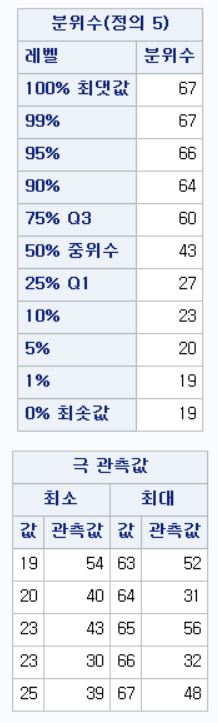 분위수(정의 5)
레벨 분위수
100% 최댓값 67
99% 67
95% 66
90% 64
75% Q3 60
50% 중위수 43
25% Q1 27
10% 23
5% 20
1% 19
0% 최솟값 19
극 관측값
최소 최대
값 관측값 값 관측값
19 54 63 52
20 40 64 31
23 43 65 56
23 30 66 32
25 39 67 48